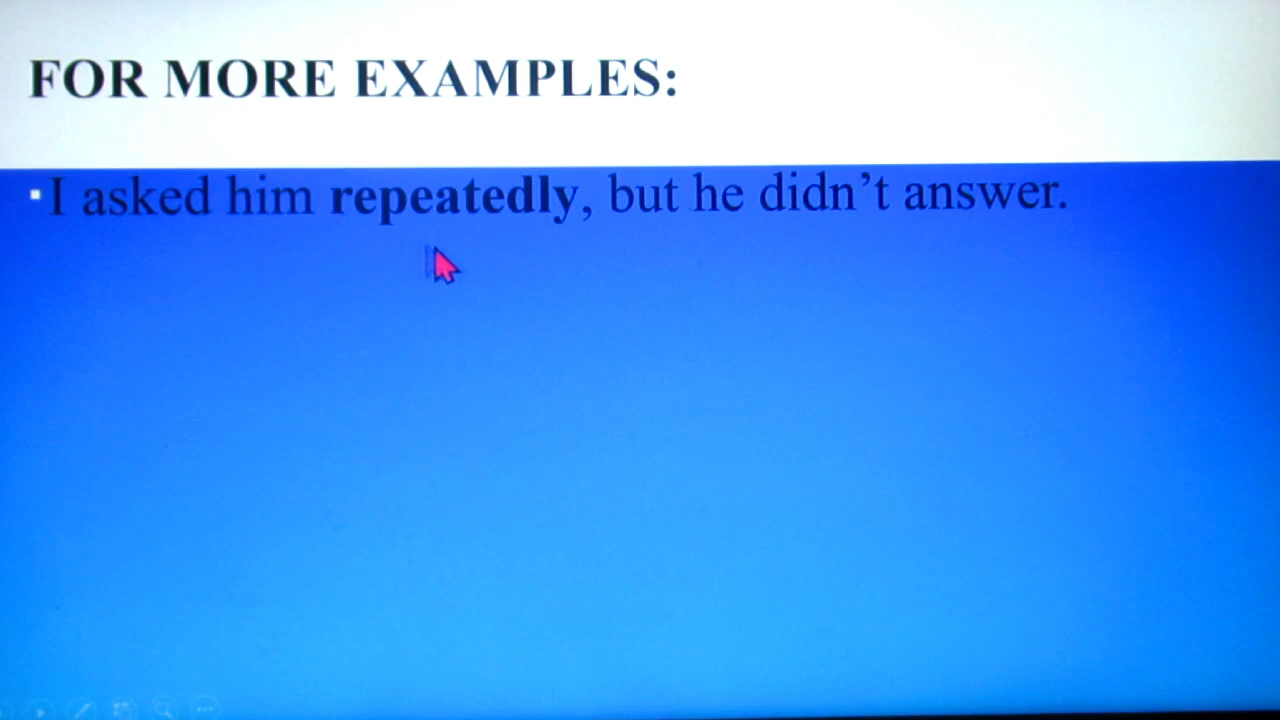 FOR MORE EXAMPLES:
▪I asked him repeatedly, but he didn’t answer.